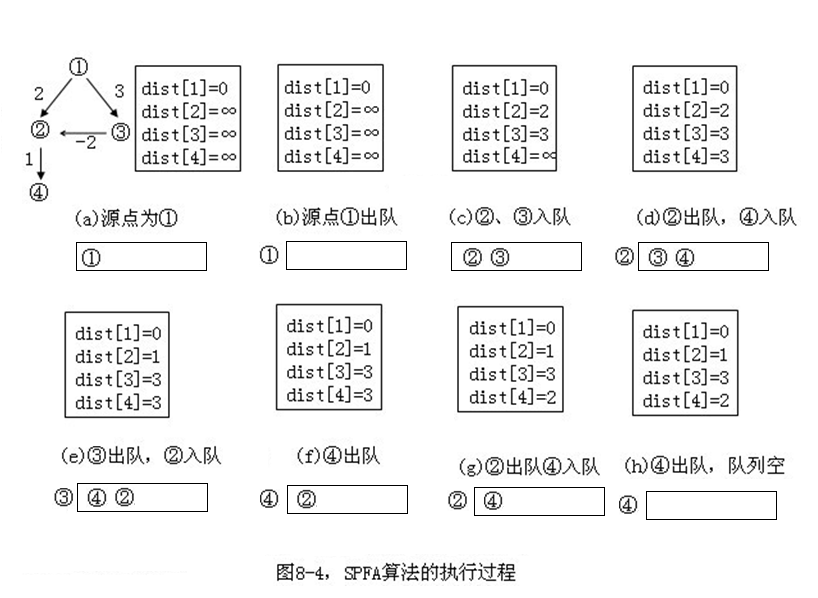 ①
2
3
②
③
-2
1
④
dist[1]=0
dist[2]=∞
dist[3]=∞
dist[4]=∞
(a)源点为①
①
dist[1]=0
dist[2]=∞
dist[3]=∞
dist[4]=∞
(b)源点①出队
①
dist[1]=0
dist[2]=2
dist[3]=3
dist[4]=∞
(c)②、③入队
② ③
dist[1]=0
dist[2]=2
dist[3]=3
dist[4]=3
(d)②出队，④入队
② ③ ④
dist[1]=0
dist[2]=1
dist[3]=3
dist[4]=3
(e)③出队，②入队
③ ④ ②
dist[1]=0
dist[2]=1
dist[3]=3
dist[4]=3
(f)④出队
④ ②
dist[1]=0
dist[2]=1
dist[3]=3
dist[4]=2
(g)②出队④入队
② ④
dist[1]=0
dist[2]=1
dist[3]=3
dist[4]=2
(h)④出队，队列空
④
图8-4，SPFA算法的执行过程